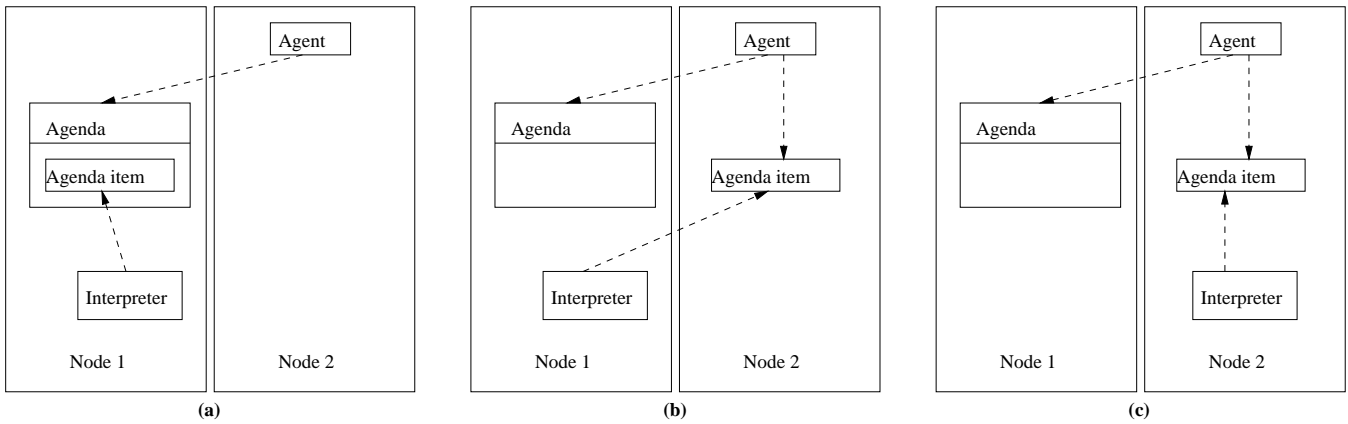 Agent
Agenda
Agenda item
Interpreter
Node 1
Node 2
(a)
Agent
Agenda
Agenda item
Interpreter
Node 1
Node 2
(b)
Agent
Agenda
Agenda item
Interpreter
Node 1
Node 2
(c)